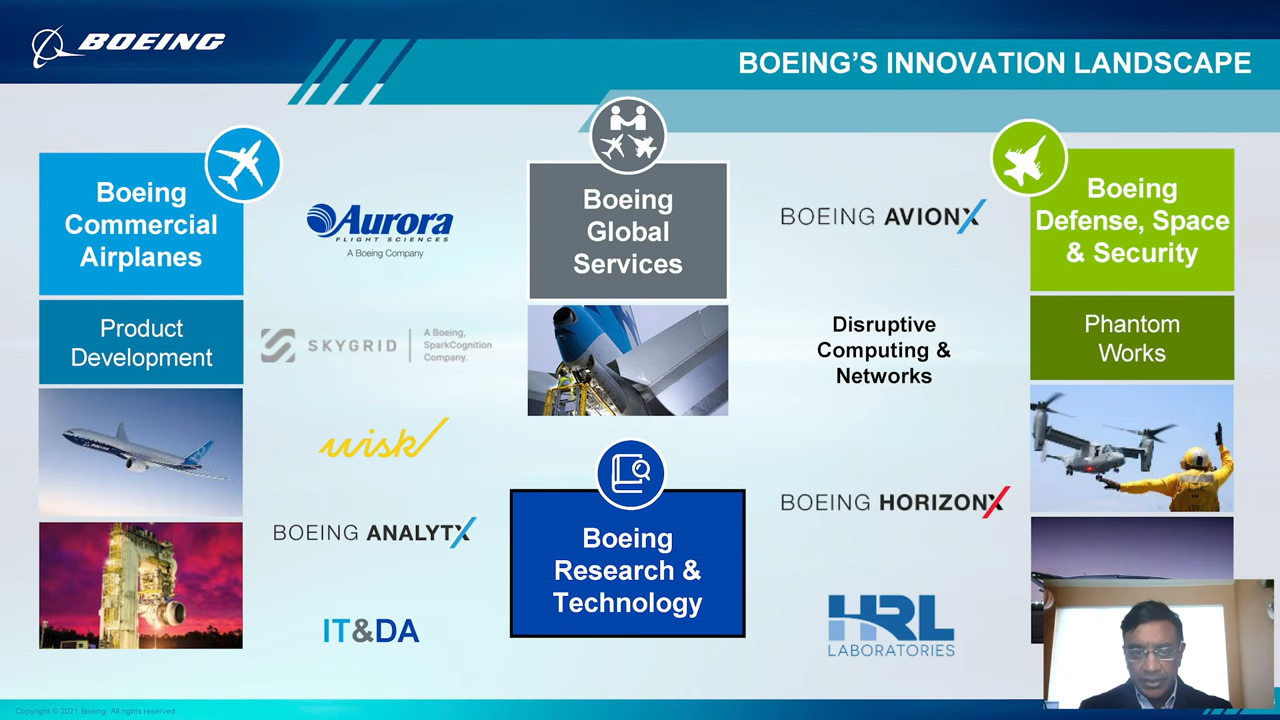 BOEING
BOEING’S INNOVATION LANDSCAPE
Boeing
Commercial
Airplanes
Product
Development
Aurora
FLIGHT SCIENCES
A Boeing Company
SKYGRID
A Boeing,
SparkCognition
Company.
wisk
BOEING ANALYTX
IT&DA
Boeing
Global
Services
Boeing
Research &
Technology
BOEING AVIONX
Disruptive
Computing &
Networks
BOEING HORIZONX
HRL
LABORATORIES
Boeing
Defense, Space
& Security
Phantom
Works
Copyright © 2021 Boeing. All rights reserved.